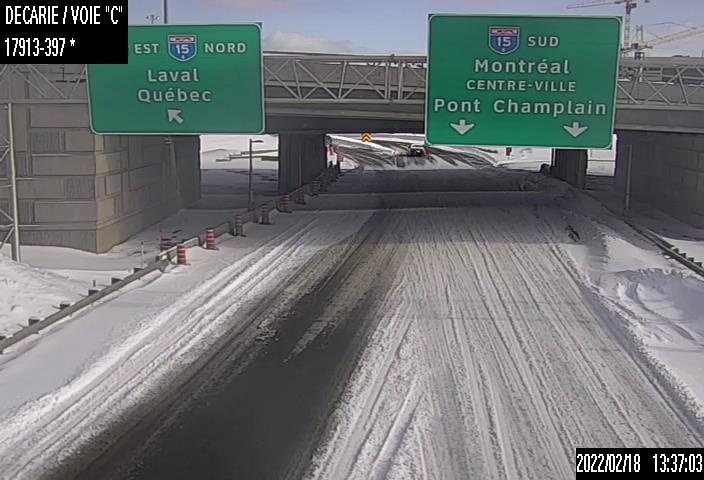 DECARIE / VOIE "C"
17913-397 *
EST 15 NORD
Laval
Québec
15 SUD
Montréal
CENTRE-VILLE
Pont Champlain
2022/02/18 13:37:03